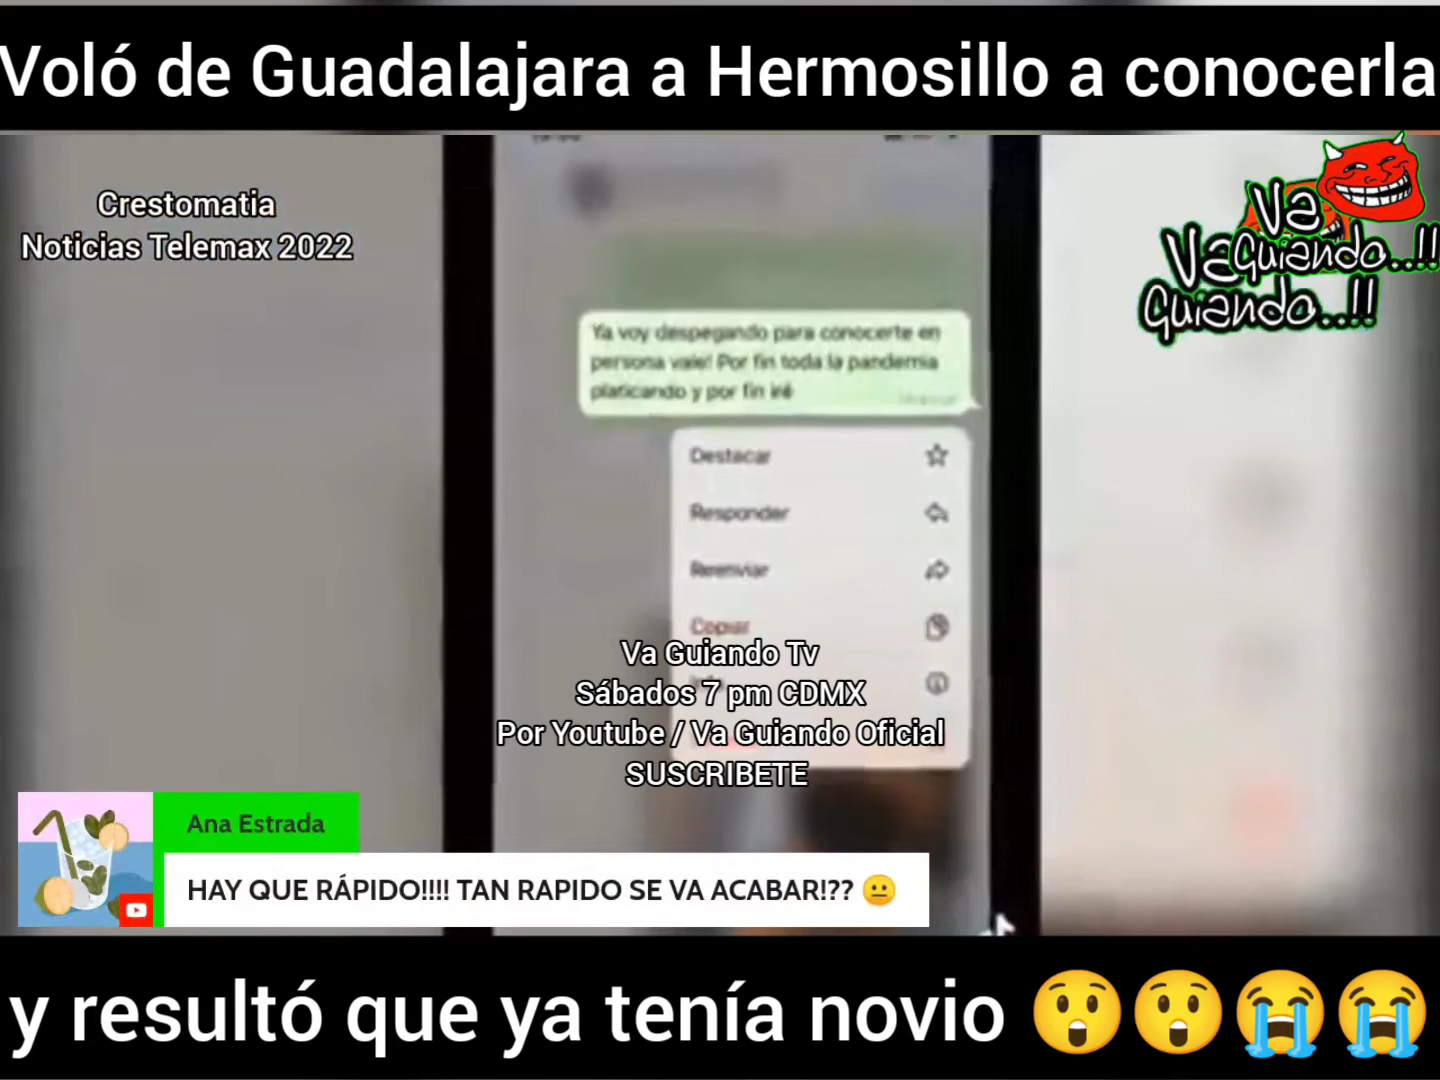 Voló de Guadalajara a Hermosillo a conocerla
Crestomatia
Noticias Telemax 2022
Va
Guiando..!!
Va
Guiando..!!
Ya voy despegando para conocerte en
persona vale! Por fin toda la pandemia
platicando y por fin iré
Destacar
Responder
Reenviar
Copiar
Va Guiando Tv
Sábados 7 pm CDMX
Por Youtube / Va Guiando Oficial
SUSCRIBETE
Ana Estrada
HAY QUE RÁPIDO!!!! TAN RAPIDO SE VA ACABAR!?? 😐
y resultó que ya tenía novio 😲😲😭😭